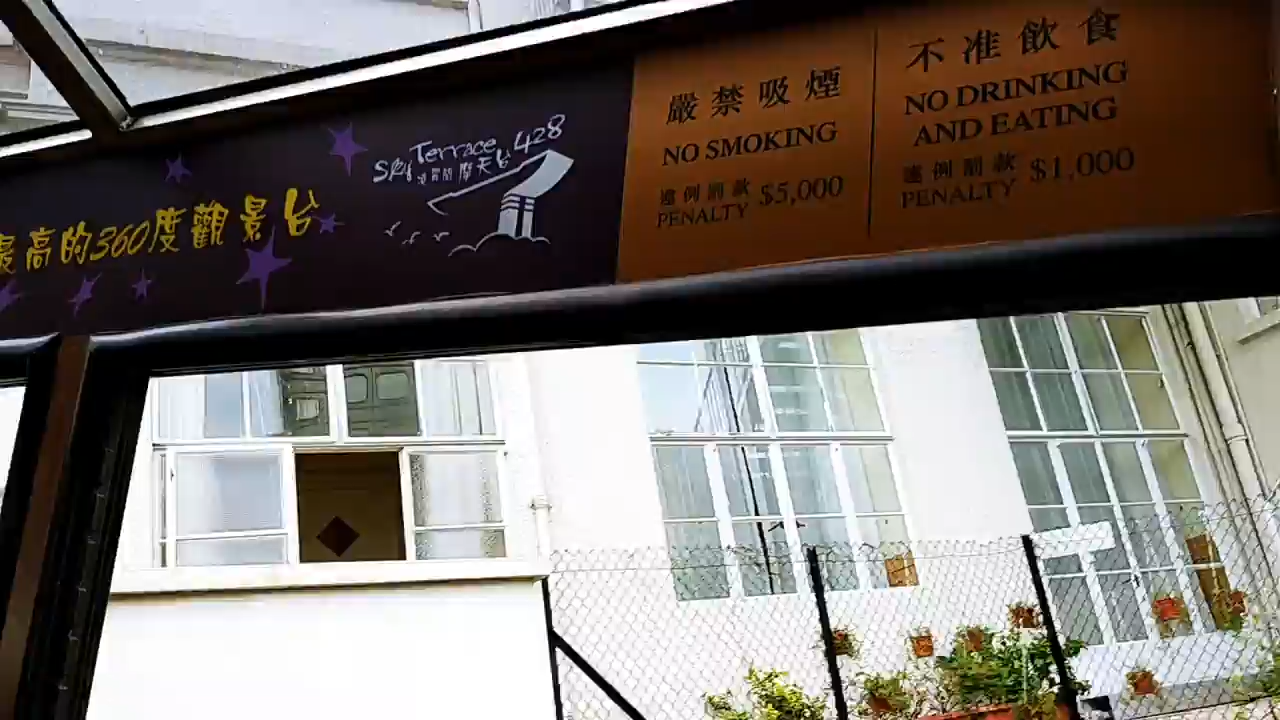 最高的360度觀景台
Sky Terrace 428
凌霄閣摩天台
嚴禁吸煙
NO SMOKING
違例罰款
PENALTY $5,000
不准飲食
NO DRINKING
AND EATING
違例罰款
PENALTY $1,000